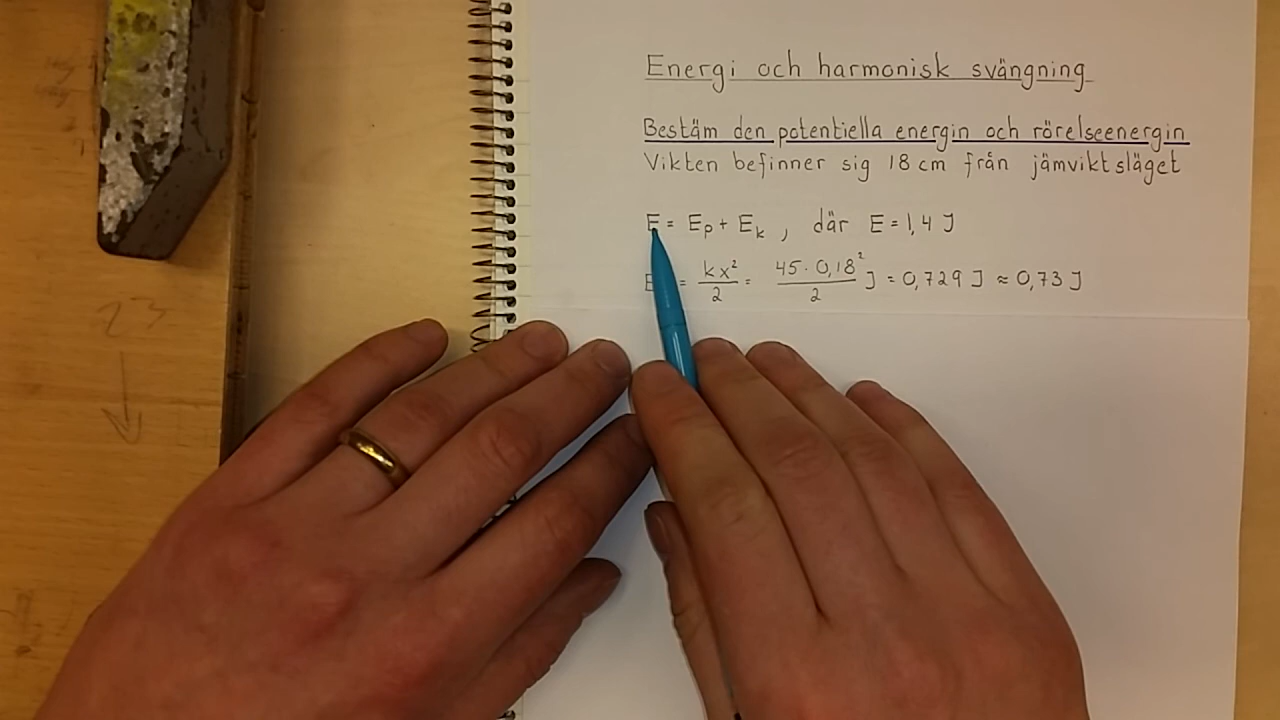 Energi och harmonisk svängning
Bestäm den potentiella energin och rörelseenergin
Vikten befinner sig 18 cm från jämviktsläget
E = Ep + Ek , där E = 1,4 J
E = kx²/2 = 45 · 0,18²/2 J = 0,729 J ≈ 0,73 J
23